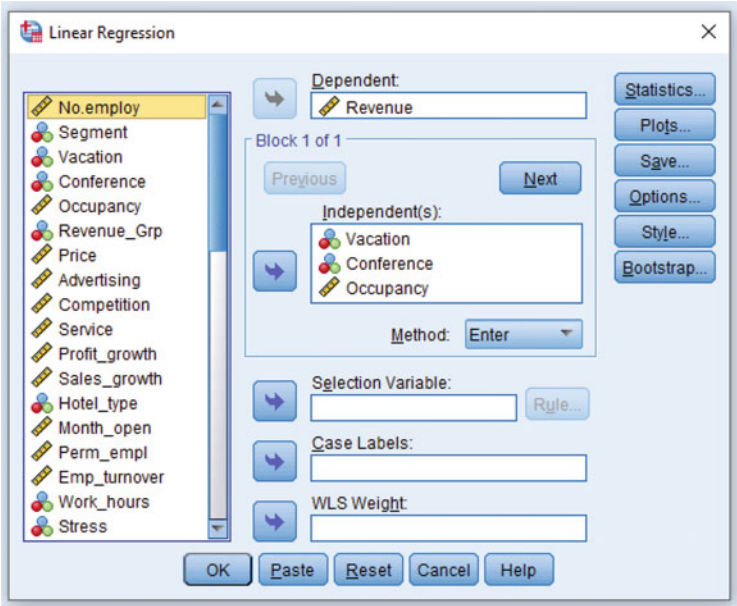 Linear Regression
No.employ
Segment
Vacation
Conference
Occupancy
Revenue_Grp
Price
Advertising
Competition
Service
Profit_growth
Sales_growth
Hotel_type
Month_open
Perm_empl
Emp_turnover
Work_hours
Stress
Dependent:
Revenue
Block 1 of 1
Previous
Next
Independent(s):
Vacation
Conference
Occupancy
Method:
Enter
Selection Variable:
Rule...
Case Labels:
WLS Weight:
Statistics...
Plots...
Save...
Options...
Style...
Bootstrap...
OK
Paste
Reset
Cancel
Help